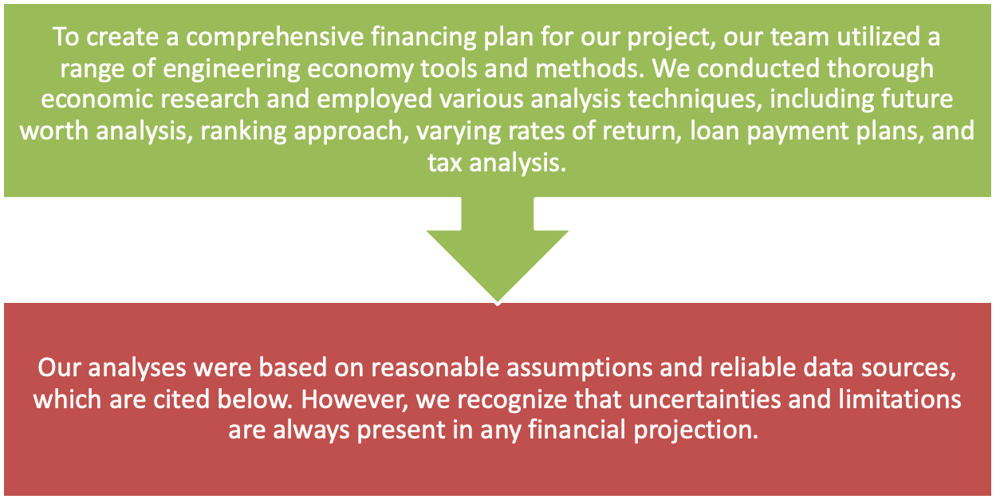 To create a comprehensive financing plan for our project, our team utilized a
range of engineering economy tools and methods. We conducted thorough
economic research and employed various analysis techniques, including future
worth analysis, ranking approach, varying rates of return, loan payment plans, and
tax analysis.
Our analyses were based on reasonable assumptions and reliable data sources,
which are cited below. However, we recognize that uncertainties and limitations
are always present in any financial projection.